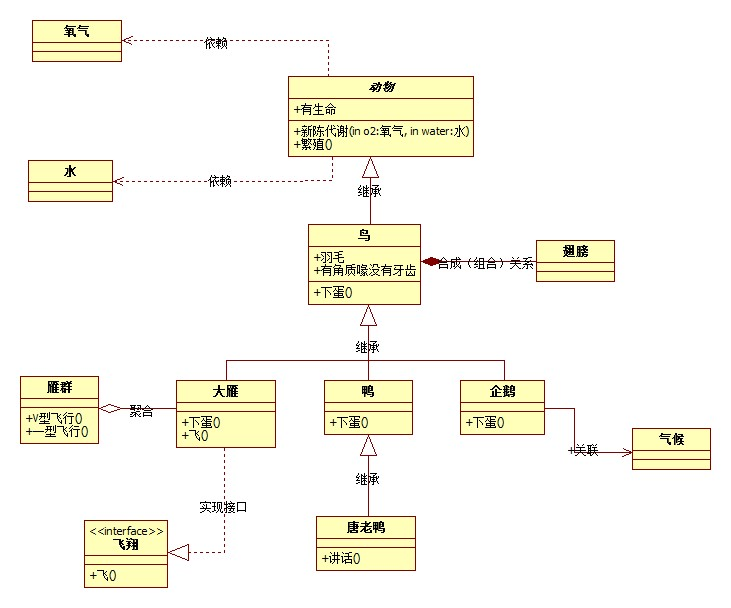 氧气
依赖
动物
+有生命
+新陈代谢(in o2:氧气, in water:水)
+繁殖()
水
依赖
继承
鸟
+羽毛
+有角质喙没有牙齿
+下蛋()
合成（组合）关系
翅膀
继承
雁群
+V型飞行()
+一型飞行()
聚合
大雁
+下蛋()
+飞()
鸭
+下蛋()
企鹅
+下蛋()
+关联
气候
继承
实现接口
<<interface>>
飞翔
+飞()
唐老鸭
+讲话()